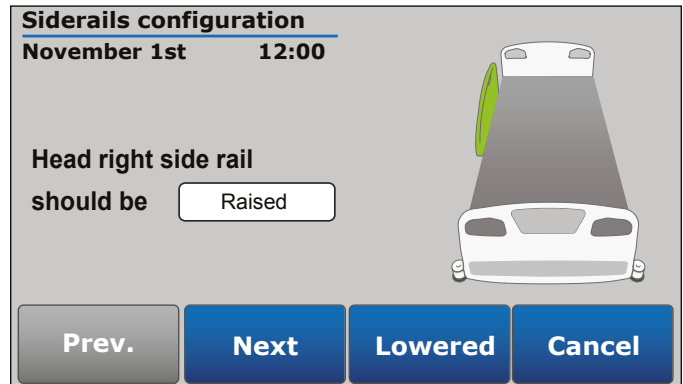 Siderails configuration
November 1st 12:00
Head right side rail
should be Raised
Prev. Next Lowered Cancel